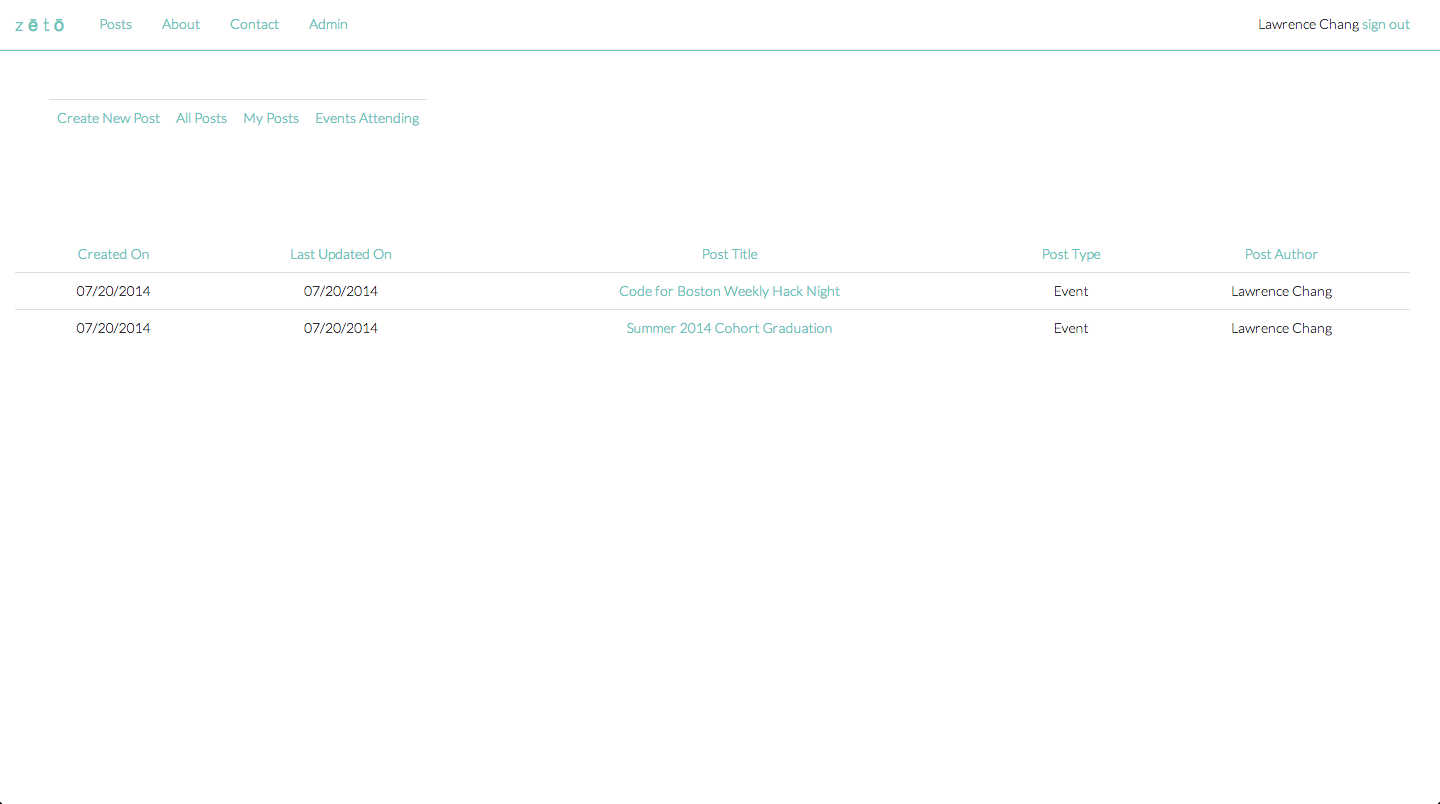 zētō Posts About Contact Admin Lawrence Chang sign out
Create New Post All Posts My Posts Events Attending
Created On Last Updated On Post Title Post Type Post Author
07/20/2014 07/20/2014 Code for Boston Weekly Hack Night Event Lawrence Chang
07/20/2014 07/20/2014 Summer 2014 Cohort Graduation Event Lawrence Chang